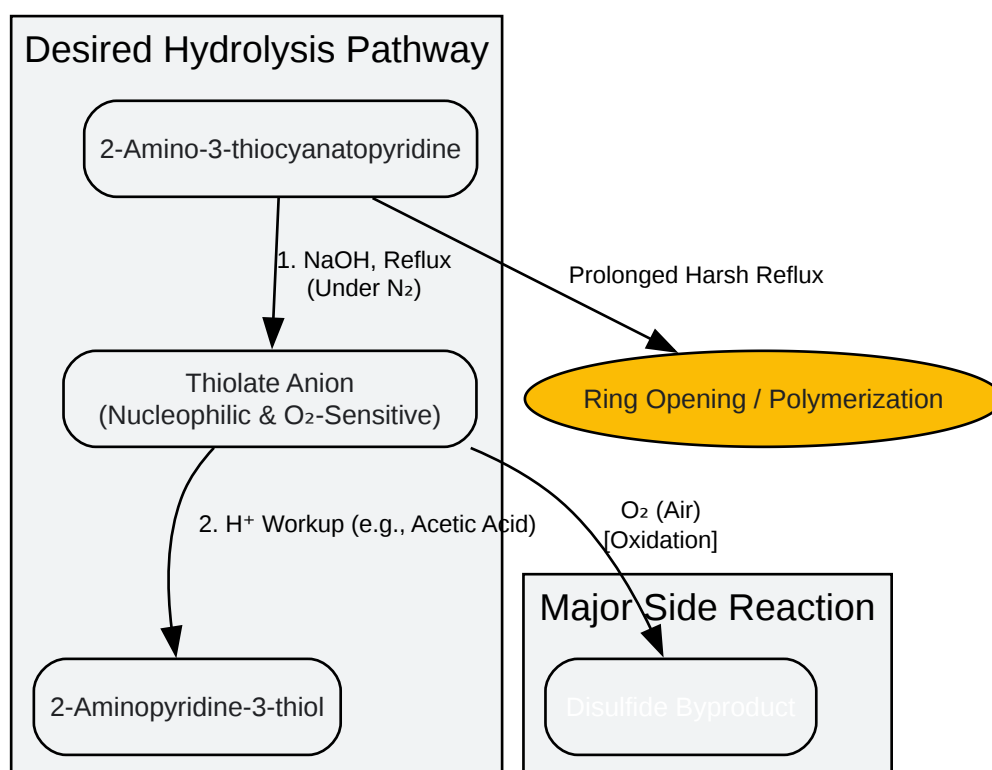 Desired Hydrolysis Pathway
2-Amino-3-thiocyanatopyridine
1. NaOH, Reflux
(Under N₂)
Prolonged Harsh Reflux
Thiolate Anion
(Nucleophilic & O₂-Sensitive)
Ring Opening / Polymerization
2. H⁺ Workup (e.g., Acetic Acid)
O₂ (Air)
[Oxidation]
Major Side Reaction
2-Aminopyridine-3-thiol
Disulfide Byproduct